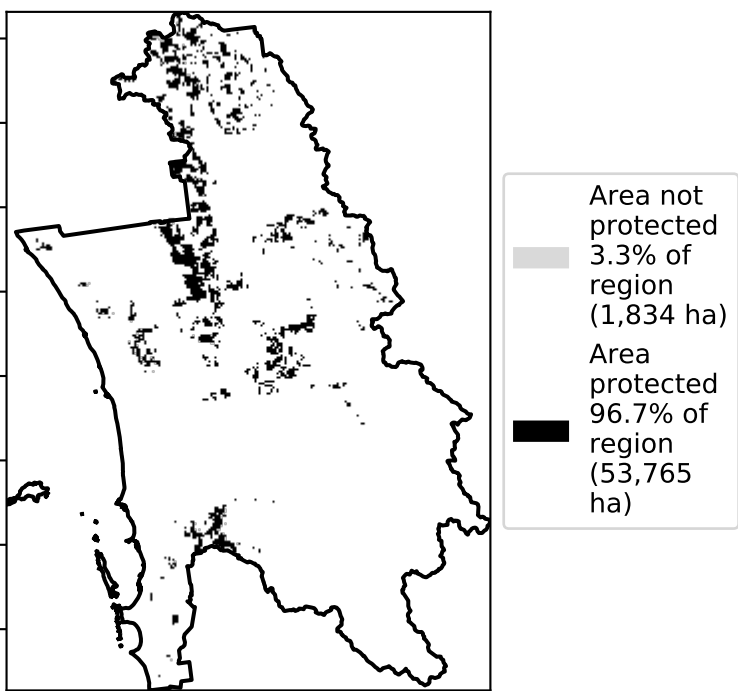 Area not
protected
3.3% of
region
(1,834 ha)
Area
protected
96.7% of
region
(53,765
ha)